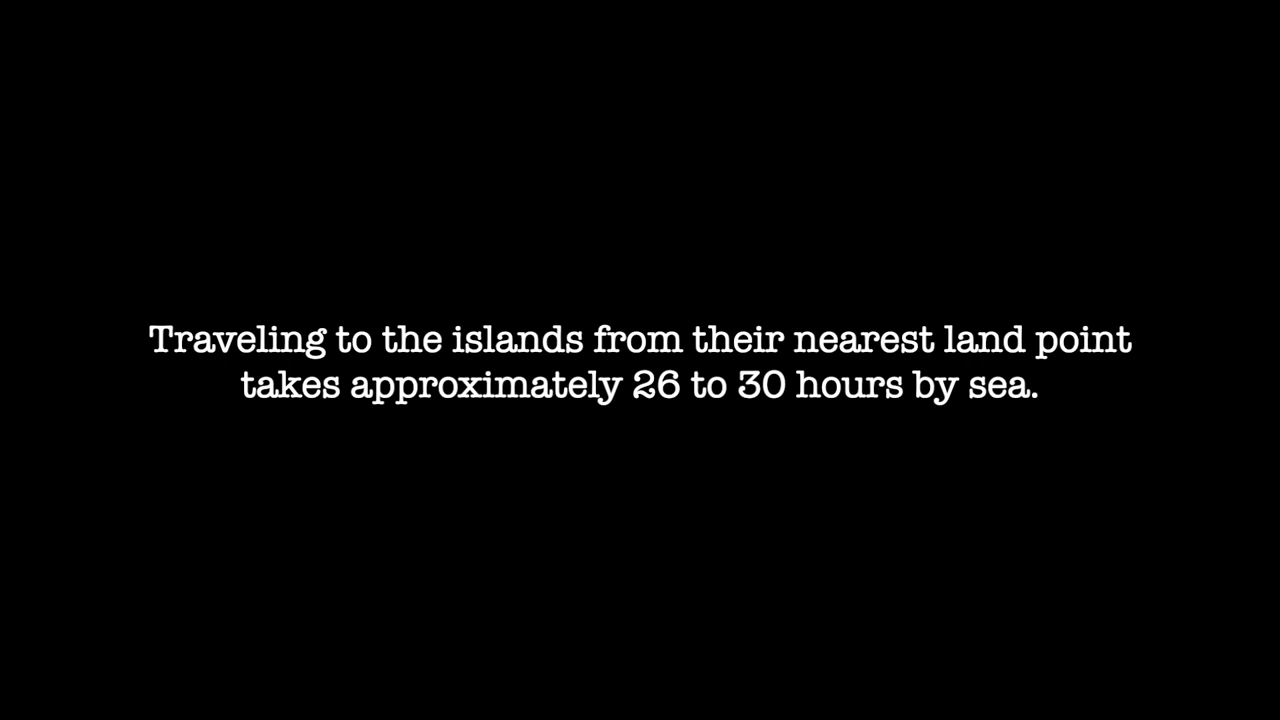 Traveling to the islands from their nearest land point
takes approximately 26 to 30 hours by sea.